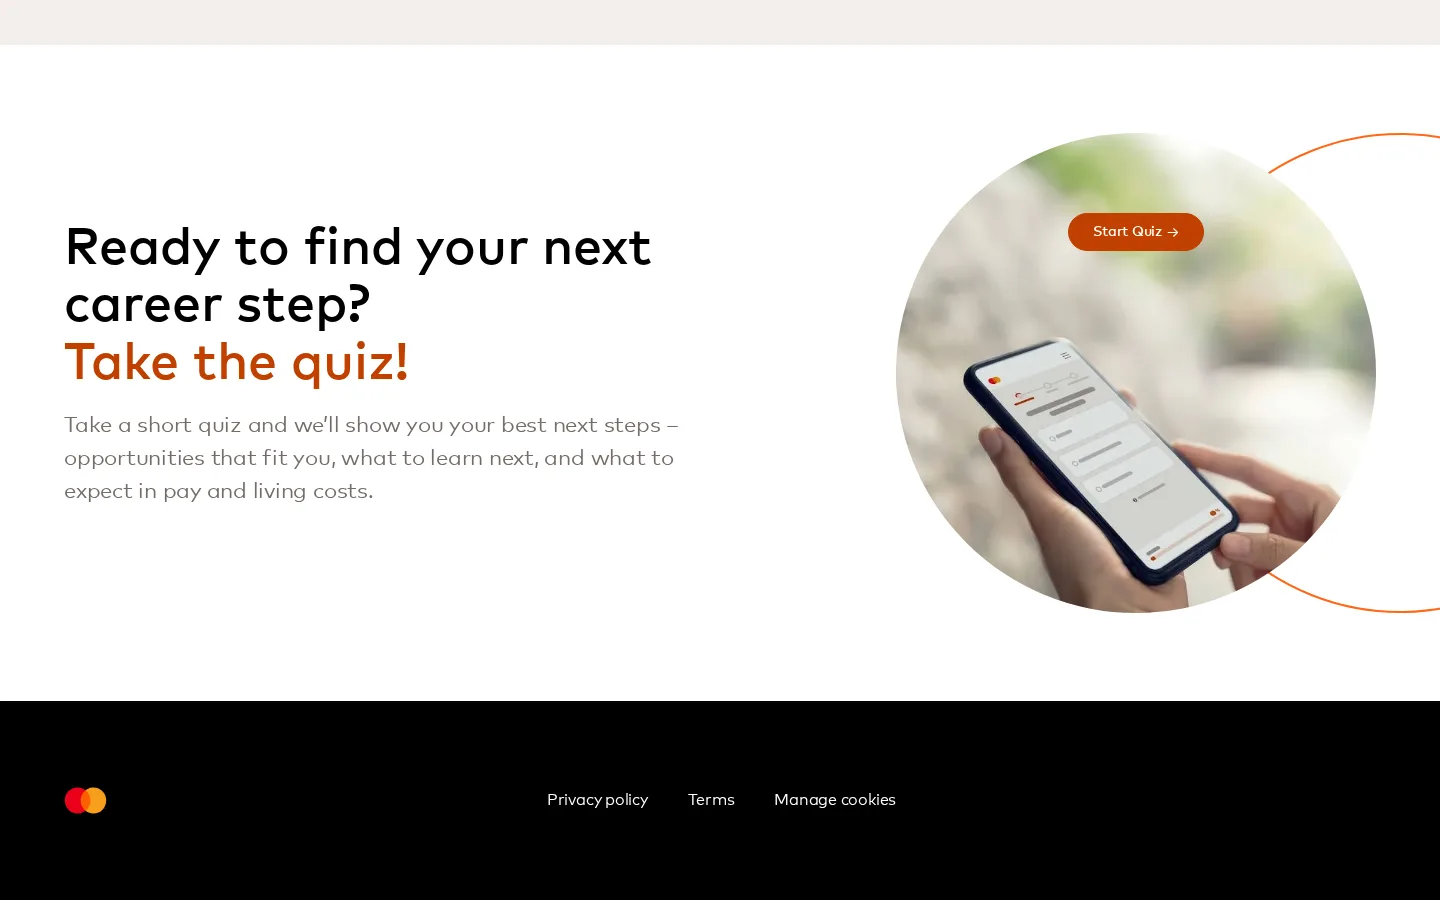 Ready to find your next
career step?
Take the quiz!
Take a short quiz and we’ll show you your best next steps –
opportunities that fit you, what to learn next, and what to
expect in pay and living costs.
Start Quiz →
Privacy policy
Terms
Manage cookies